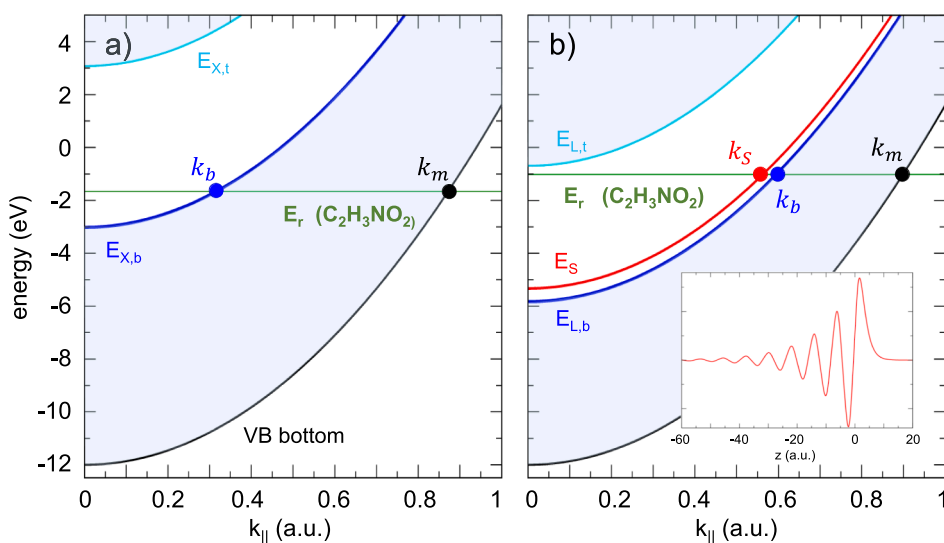 a)
E_X,t
k_b
k_m
E_r (C₂H₃NO₂)
E_X,b
VB bottom
4
2
0
-2
-4
-6
-8
-10
-12
energy (eV)
0 0.2 0.4 0.6 0.8 1
k_|| (a.u.)
b)
E_L,t
k_S
k_m
E_r (C₂H₃NO₂)
k_b
E_S
E_L,b
-60 -40 -20 0 20
z (a.u.)
0 0.2 0.4 0.6 0.8 1
k_|| (a.u.)